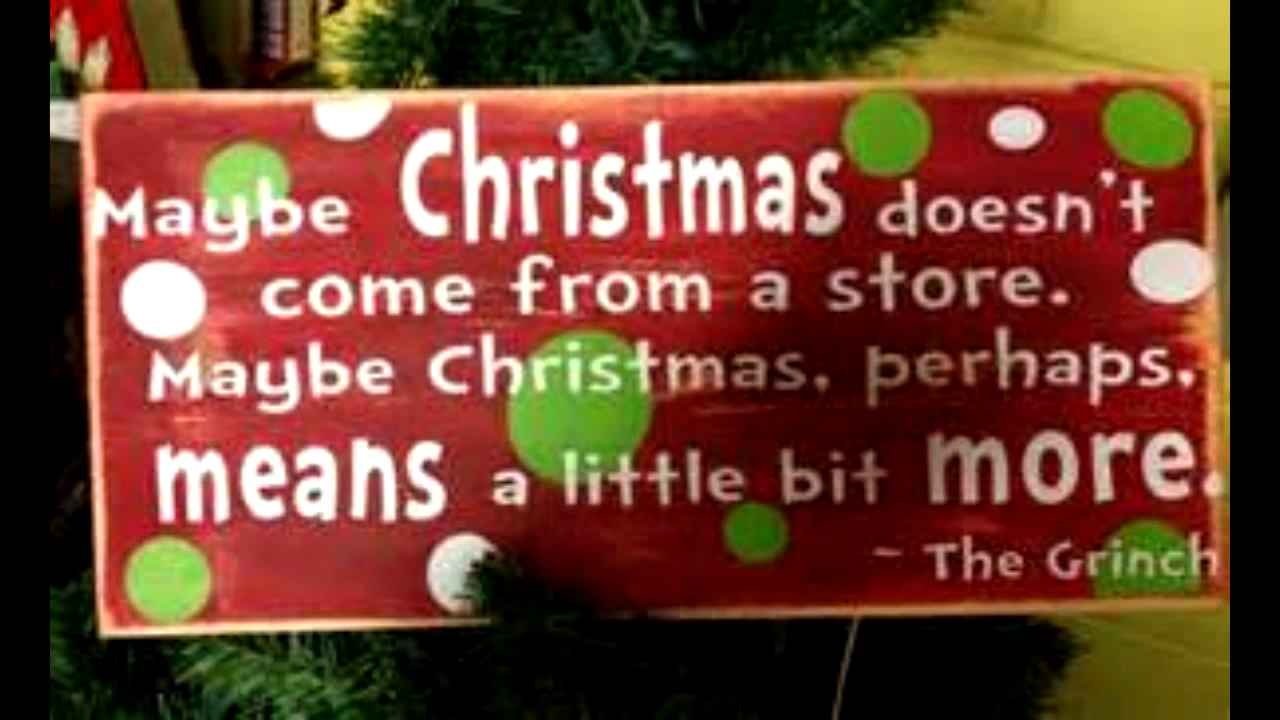 Maybe Christmas doesn't
come from a store.
Maybe Christmas, perhaps,
means a little bit more.
~ The Grinch